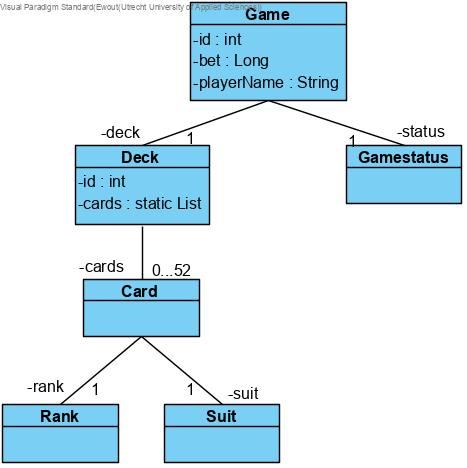 Visual Paradigm Standard(Ewout(Utrecht University of Applied Sciences))
Game
-id : int
-bet : Long
-playerName : String
-deck
1
1
-status
Deck
-id : int
-cards : static List
Gamestatus
-cards
0...52
Card
-rank
1
1
-suit
Rank
Suit